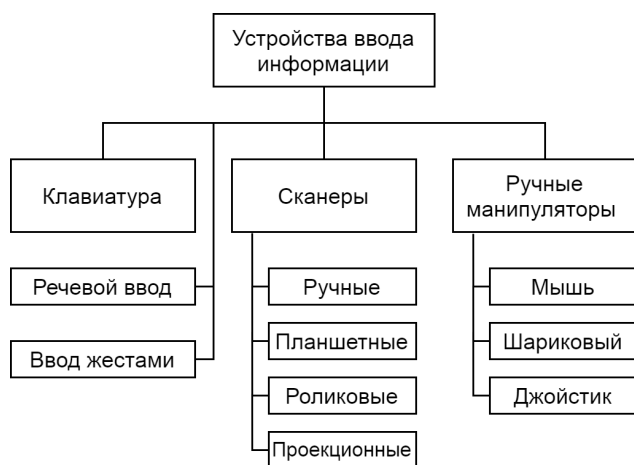 Устройства ввода
информации
Клавиатура
Сканеры
Ручные
манипуляторы
Речевой ввод
Ввод жестами
Ручные
Планшетные
Роликовые
Проекционные
Мышь
Шариковый
Джойстик